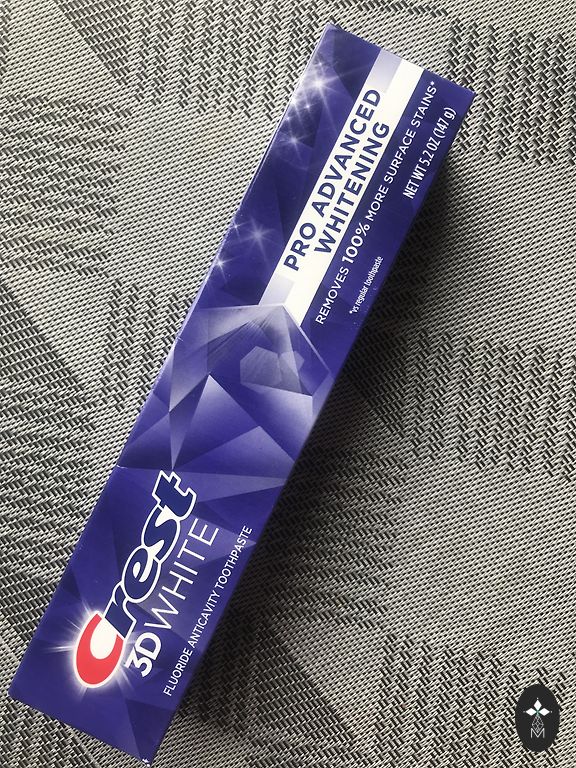 Crest
3D WHITE
FLUORIDE ANTICAVITY TOOTHPASTE
PRO ADVANCED
WHITENING
REMOVES 100% MORE SURFACE STAINS*
*vs regular toothpaste
NET WT 5.2 OZ (147 g)
M